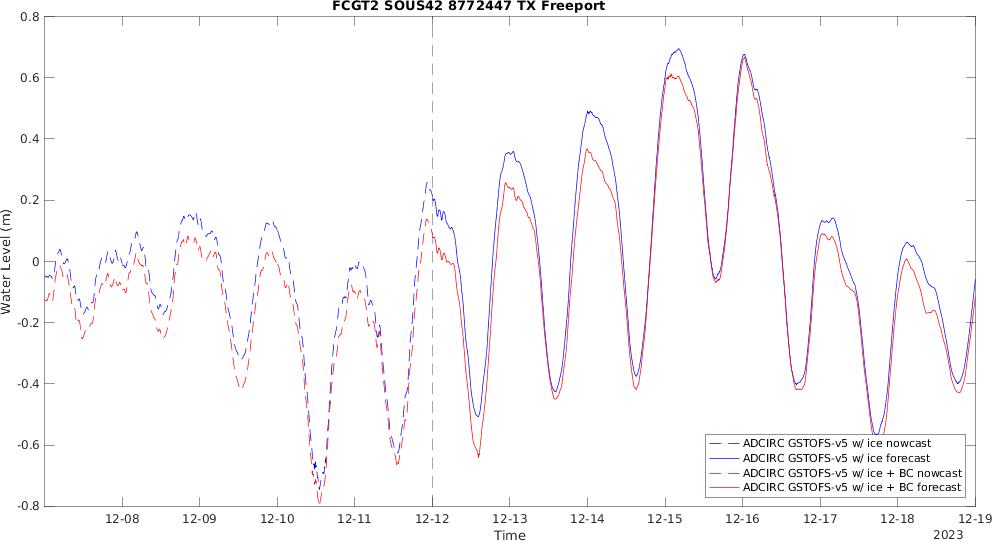 FCGT2 SOUS42 8772447 TX Freeport
Water Level (m)
0.8
0.6
0.4
0.2
0
-0.2
-0.4
-0.6
-0.8
ADCIRC GSTOFS-v5 w/ ice nowcast
ADCIRC GSTOFS-v5 w/ ice forecast
ADCIRC GSTOFS-v5 w/ ice + BC nowcast
ADCIRC GSTOFS-v5 w/ ice + BC forecast
12-08 12-09 12-10 12-11 12-12 12-13 12-14 12-15 12-16 12-17 12-18 12-19
Time
2023